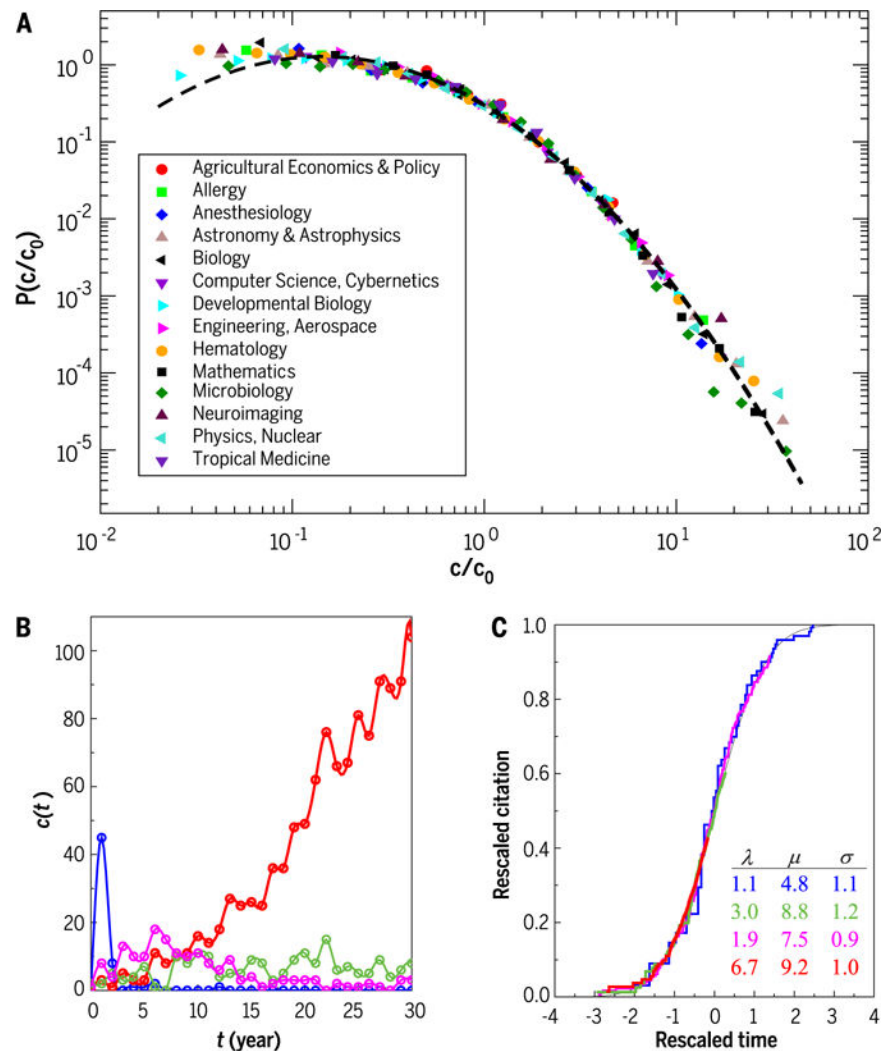 A
10^0
10^-1
10^-2
10^-3
10^-4
10^-5
P(c/c₀)
Agricultural Economics & Policy
Allergy
Anesthesiology
Astronomy & Astrophysics
Biology
Computer Science, Cybernetics
Developmental Biology
Engineering, Aerospace
Hematology
Mathematics
Microbiology
Neuroimaging
Physics, Nuclear
Tropical Medicine
10^-2 10^-1 10^0 10^1 10^2
c/c₀
B
100
80
60
40
20
0
c(t)
0 5 10 15 20 25 30
t (year)
C
1.0
0.8
0.6
0.4
0.2
0.0
Rescaled citation
λ μ σ
1.1 4.8 1.1
3.0 8.8 1.2
1.9 7.5 0.9
6.7 9.2 1.0
-4 -3 -2 -1 0 1 2 3 4
Rescaled time